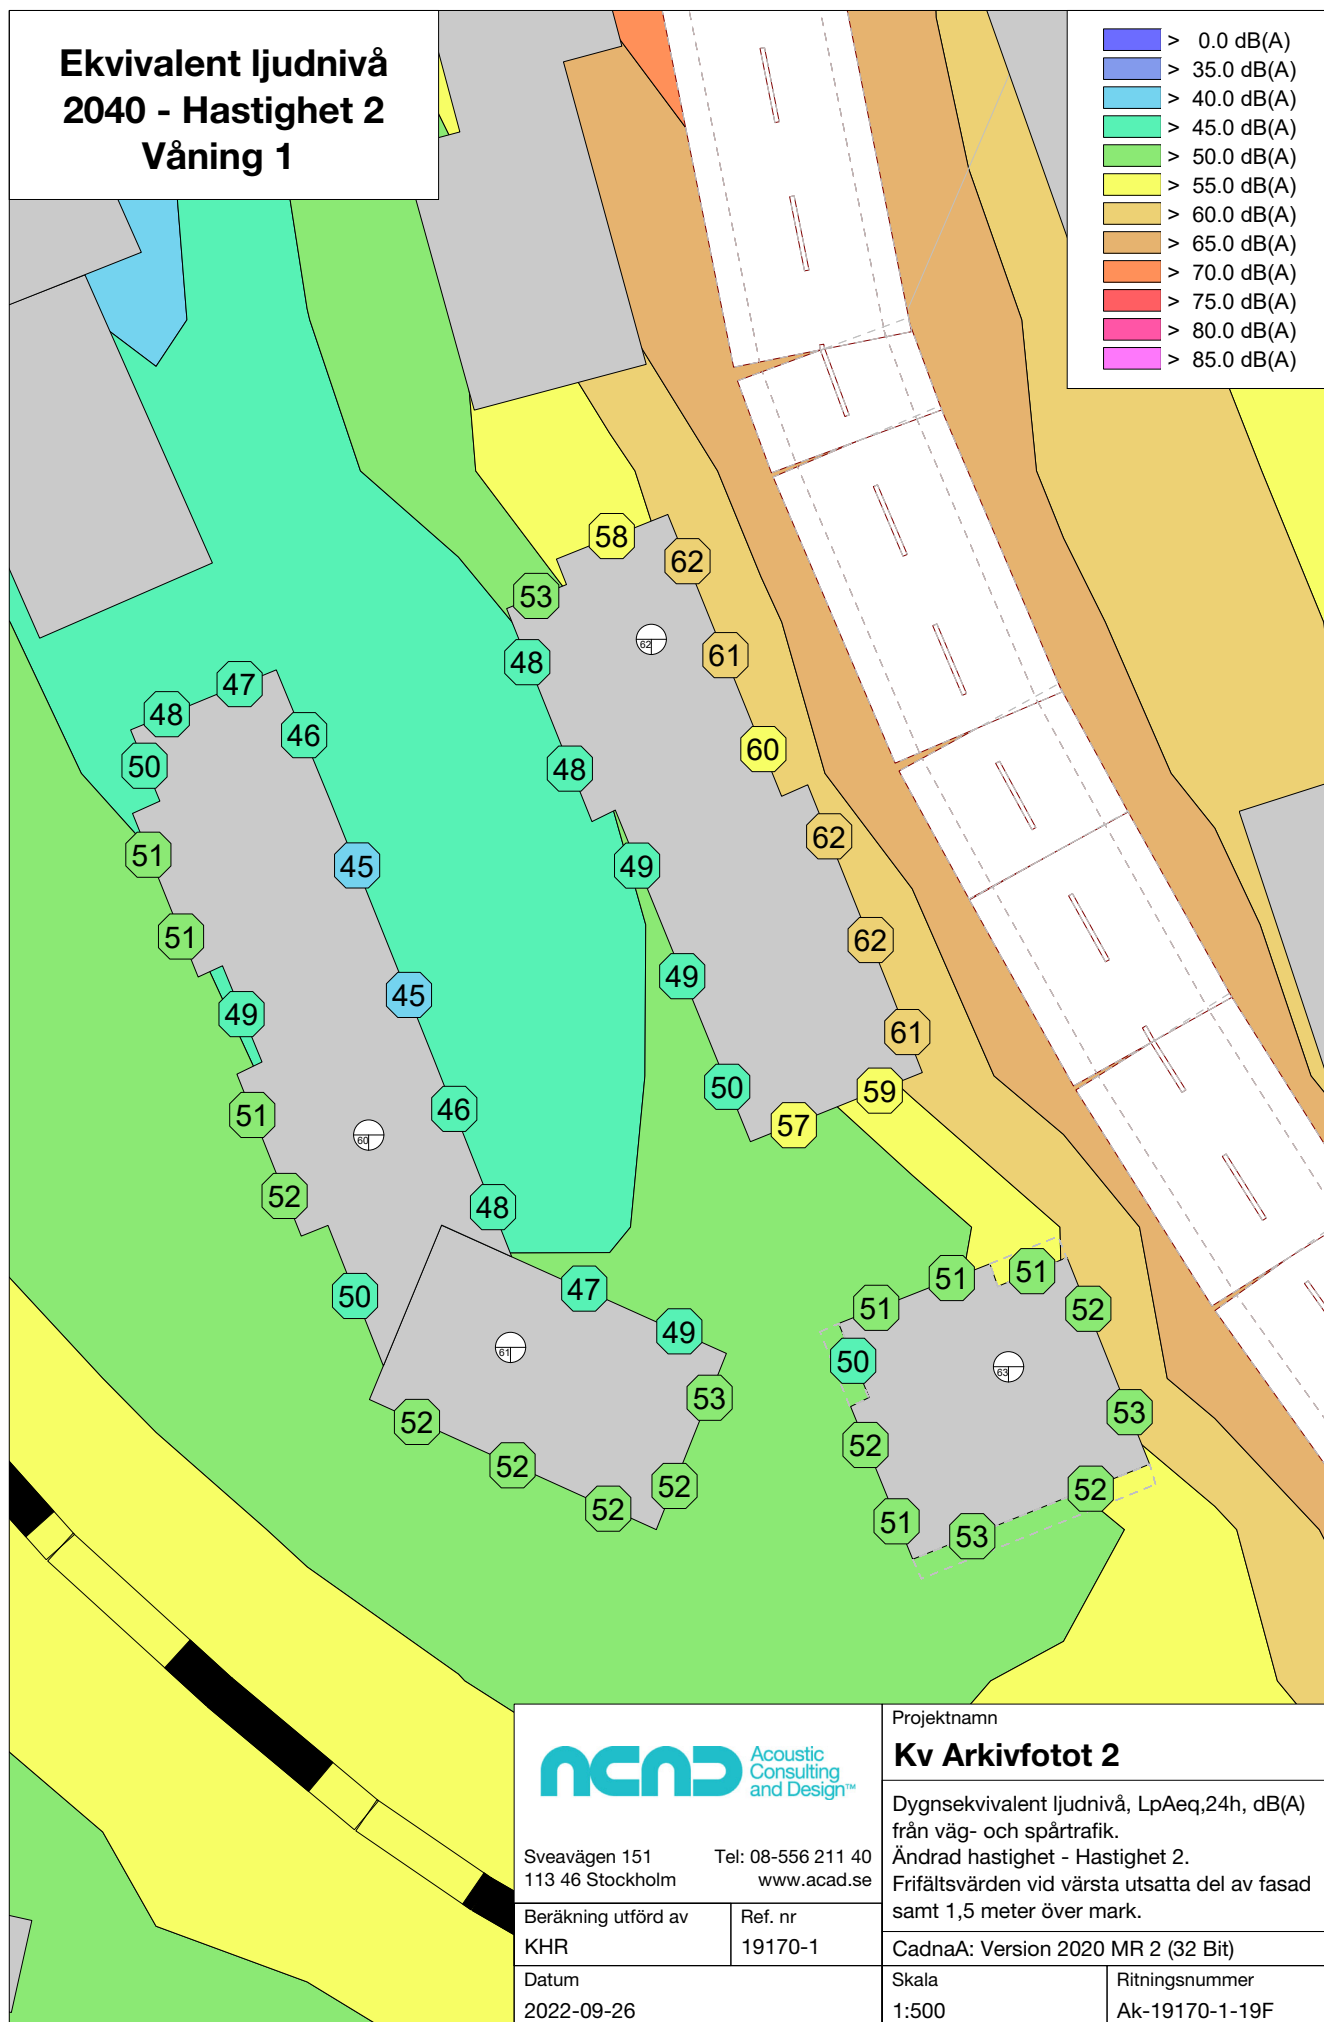 Ekvivalent ljudnivå
2040 - Hastighet 2
Våning 1
> 0.0 dB(A)
> 35.0 dB(A)
> 40.0 dB(A)
> 45.0 dB(A)
> 50.0 dB(A)
> 55.0 dB(A)
> 60.0 dB(A)
> 65.0 dB(A)
> 70.0 dB(A)
> 75.0 dB(A)
> 80.0 dB(A)
> 85.0 dB(A)
58
62
53
62
61
48
47
48
46
60
50
48
62
51
45
49
51
62
49
45
49
61
50
59
46
51
57
52
48
51
51
47
50
51
52
49
50
61
63
53
52
52
52
53
52
52
52
51
53
60
ACAD
Acoustic
Consulting
and Design™
Sveavägen 151 Tel: 08-556 211 40
113 46 Stockholm www.acad.se
Beräkning utförd av
KHR
Ref. nr
19170-1
Datum
2022-09-26
Projektnamn
Kv Arkivfotot 2
Dygnsekvivalent ljudnivå, LpAeq,24h, dB(A)
från väg- och spårtrafik.
Ändrad hastighet - Hastighet 2.
Frifältsvärden vid värsta utsatta del av fasad
samt 1,5 meter över mark.
CadnaA: Version 2020 MR 2 (32 Bit)
Skala
1:500
Ritningsnummer
Ak-19170-1-19F